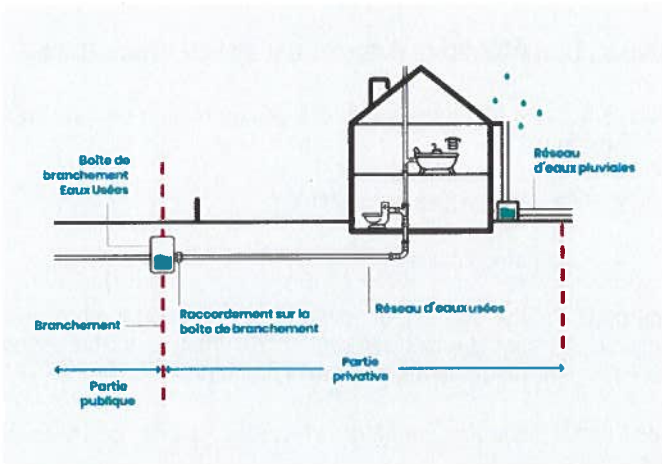 Boîte de
branchement
Eaux Usées
Réseau
d'eaux pluviales
Branchement
Raccordement sur la
boîte de branchement
Réseau d'eaux usées
Partie
publique
Partie
privative